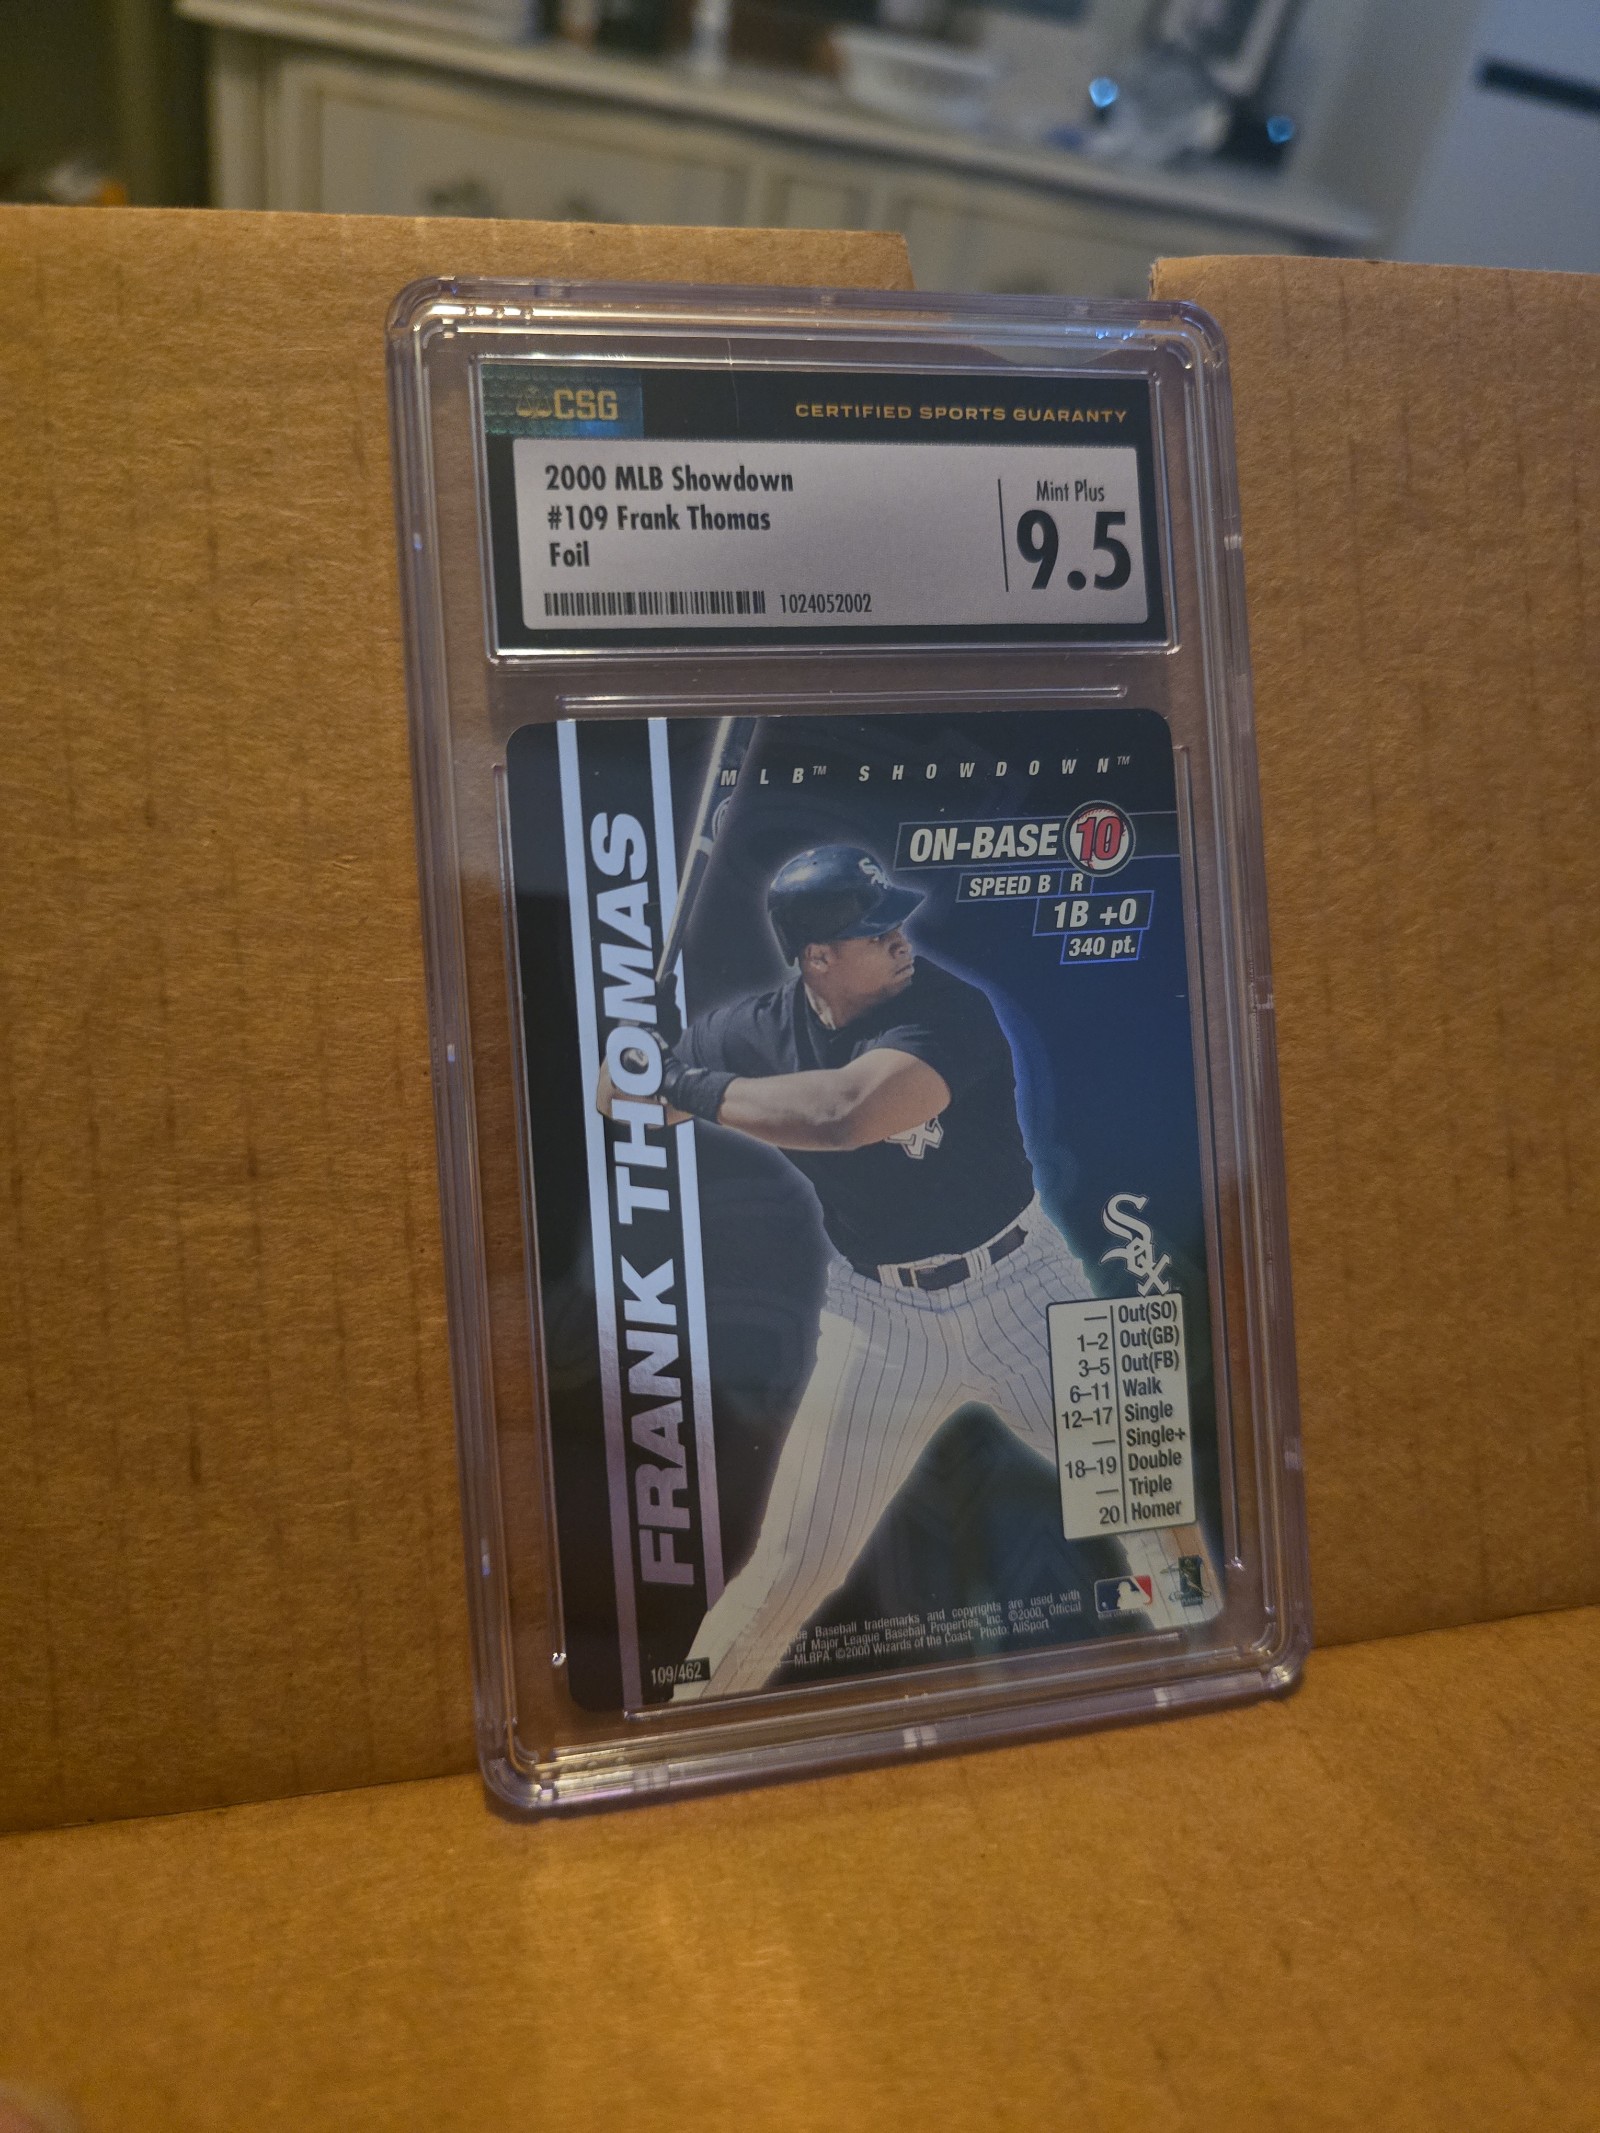 CSG
CERTIFIED SPORTS GUARANTY
2000 MLB Showdown
#109 Frank Thomas
Foil
Mint Plus
9.5
1024052002
MLB™ SHOWDOWN™
FRANK THOMAS
ON-BASE 10
SPEED B R
1B +0
340 pt.
Sox
Sox
— Out(SO)
1–2 Out(GB)
3–5 Out(FB)
6–11 Walk
12–17 Single
— Single+
18–19 Double
— Triple
20 Homer
Baseball trademarks and copyrights are used with
of Major League Baseball Properties, Inc. ©2000, Official
MLBPA. ©2000 Wizards of the Coast. Photo: AllSport
109/462